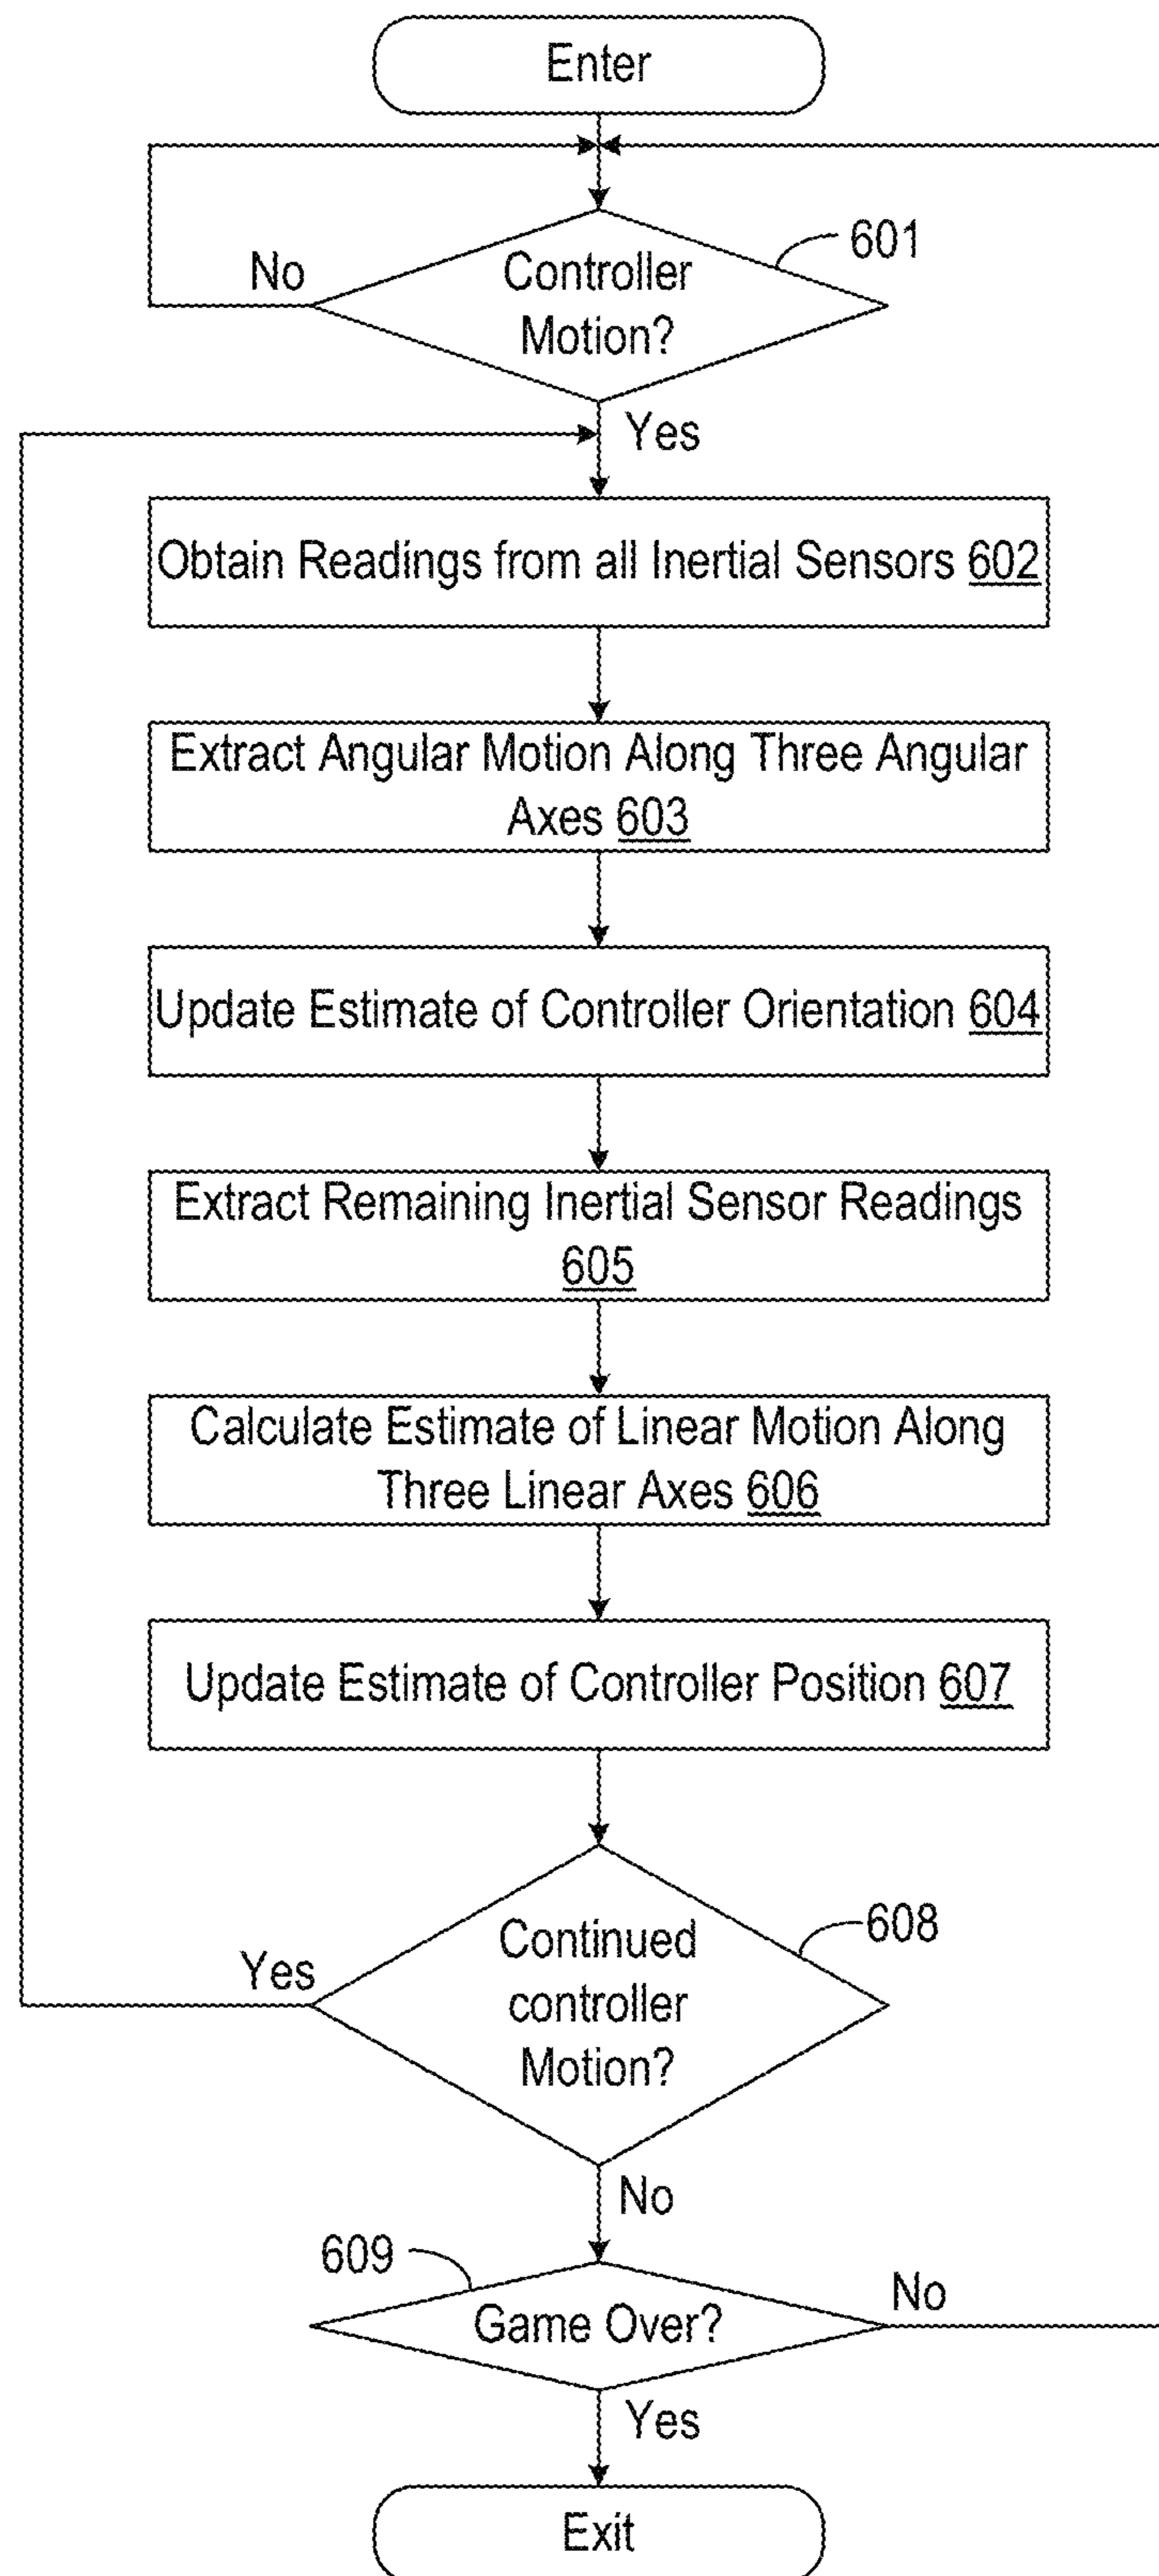 Enter
601
No
Controller
Motion?
Yes
Obtain Readings from all Inertial Sensors 602
Extract Angular Motion Along Three Angular
Axes 603
Update Estimate of Controller Orientation 604
Extract Remaining Inertial Sensor Readings
605
Calculate Estimate of Linear Motion Along
Three Linear Axes 606
Update Estimate of Controller Position 607
608
Yes
Continued
controller
Motion?
No
609
No
Game Over?
Yes
Exit